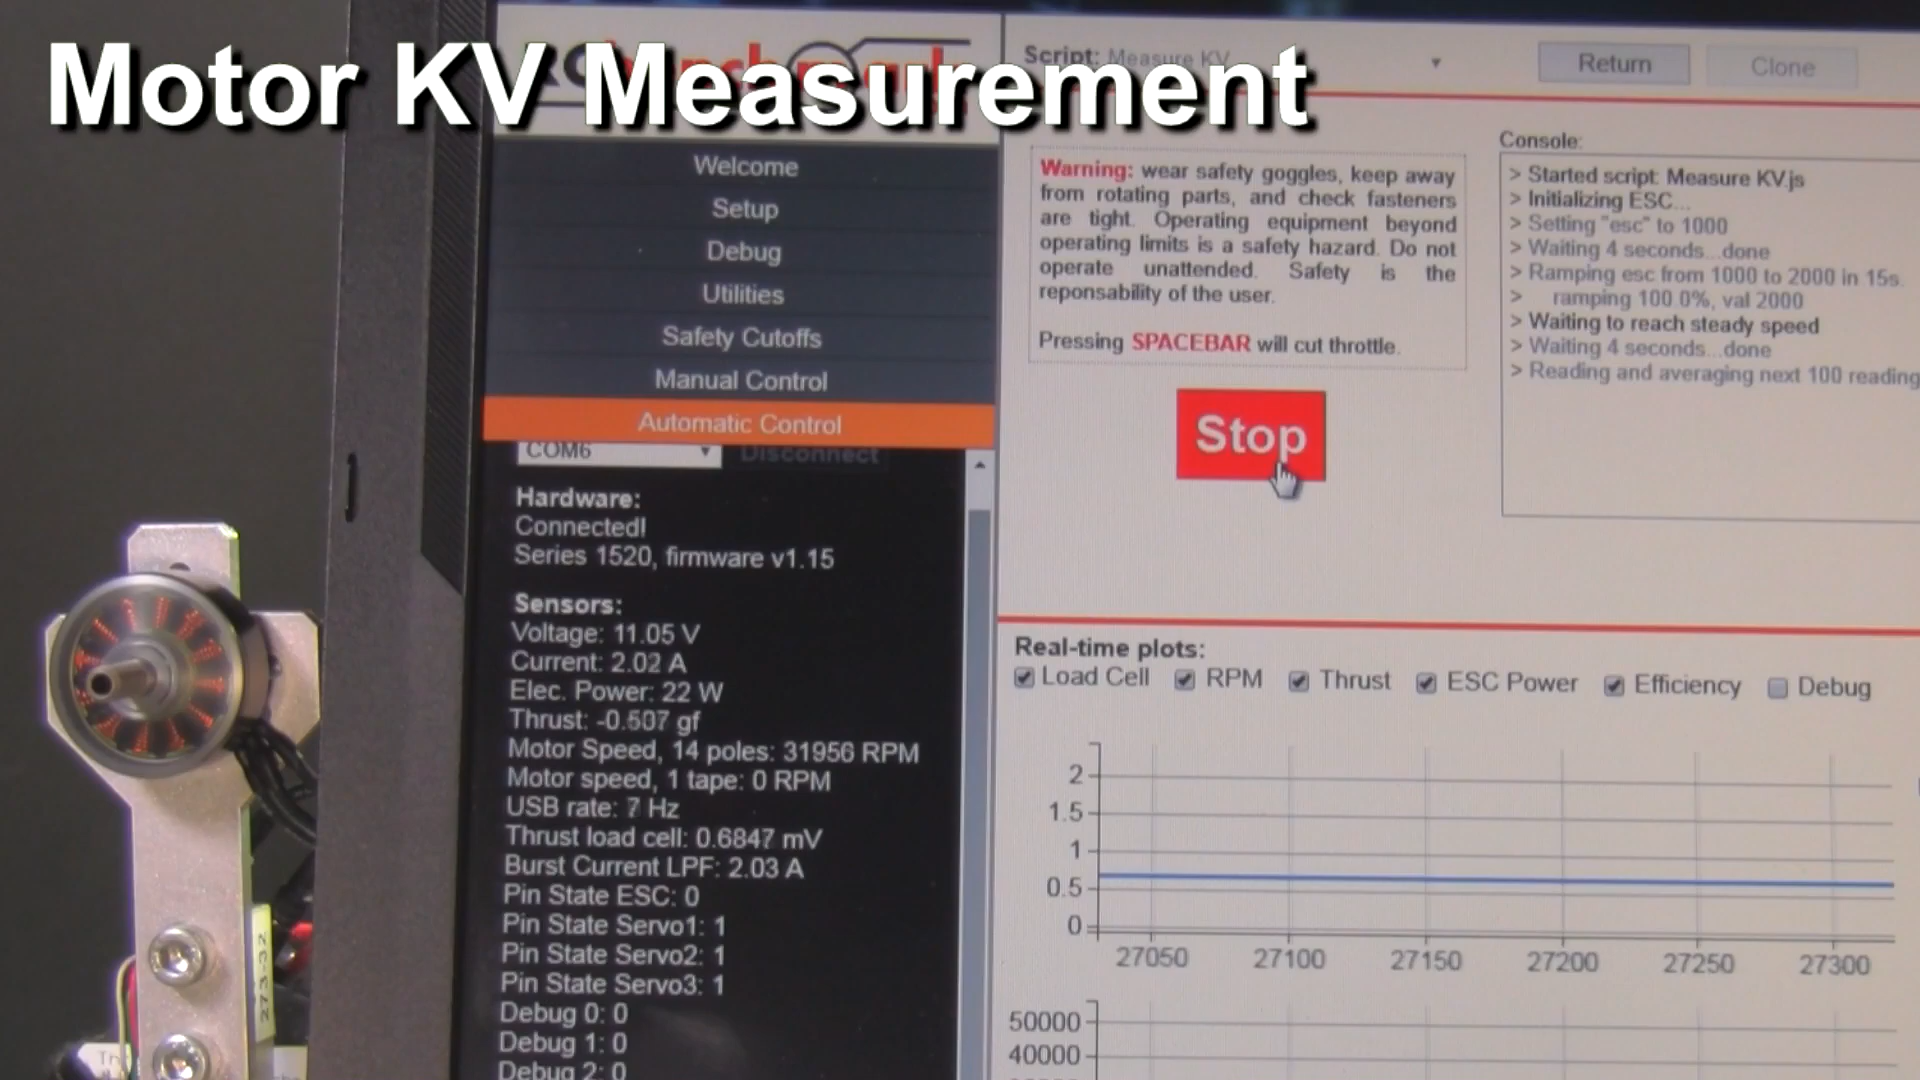 Motor KV Measurement
Script: Measure KV
Return
Clone
Welcome
Setup
Debug
Utilities
Safety Cutoffs
Manual Control
Automatic Control
COM6
Disconnect
Hardware:
Connected!
Series 1520, firmware v1.15
Sensors:
Voltage: 11.05 V
Current: 2.02 A
Elec. Power: 22 W
Thrust: -0.507 gf
Motor Speed, 14 poles: 31956 RPM
Motor speed, 1 tape: 0 RPM
USB rate: 7 Hz
Thrust load cell: 0.6847 mV
Burst Current LPF: 2.03 A
Pin State ESC: 0
Pin State Servo1: 1
Pin State Servo2: 1
Pin State Servo3: 1
Debug 0: 0
Debug 1: 0
Debug 2: 0
Warning: wear safety goggles, keep away
from rotating parts, and check fasteners
are tight. Operating equipment beyond
operating limits is a safety hazard. Do not
operate unattended. Safety is the
reponsability of the user.
Pressing SPACEBAR will cut throttle.
Stop
Console:
> Started script: Measure KV.js
> Initializing ESC...
> Setting "esc" to 1000
> Waiting 4 seconds...done
> Ramping esc from 1000 to 2000 in 15s.
> ramping 100.0%, val 2000
> Waiting to reach steady speed
> Waiting 4 seconds...done
> Reading and averaging next 100 reading
Real-time plots:
Load Cell RPM Thrust ESC Power Efficiency Debug
2
1.5
1
0.5
0
27050 27100 27150 27200 27250 27300
50000
40000
273-32